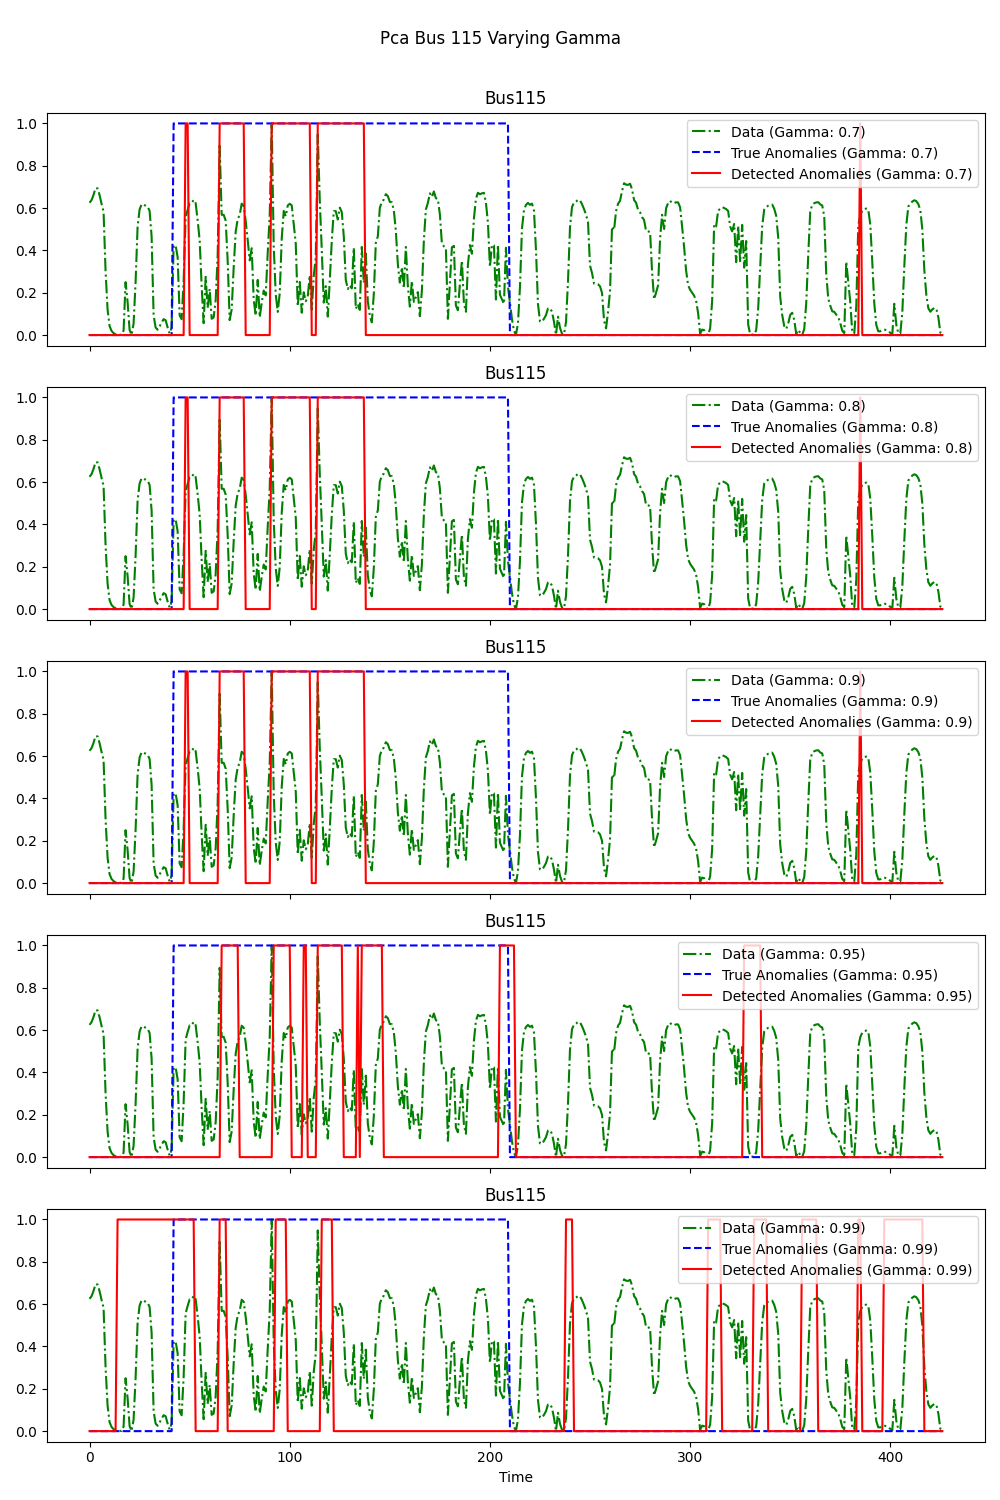 Pca Bus 115 Varying Gamma
Bus115
1.0
0.8
0.6
0.4
0.2
0.0
Data (Gamma: 0.7)
True Anomalies (Gamma: 0.7)
Detected Anomalies (Gamma: 0.7)
Bus115
1.0
0.8
0.6
0.4
0.2
0.0
Data (Gamma: 0.8)
True Anomalies (Gamma: 0.8)
Detected Anomalies (Gamma: 0.8)
Bus115
1.0
0.8
0.6
0.4
0.2
0.0
Data (Gamma: 0.9)
True Anomalies (Gamma: 0.9)
Detected Anomalies (Gamma: 0.9)
Bus115
1.0
0.8
0.6
0.4
0.2
0.0
Data (Gamma: 0.95)
True Anomalies (Gamma: 0.95)
Detected Anomalies (Gamma: 0.95)
Bus115
1.0
0.8
0.6
0.4
0.2
0.0
Data (Gamma: 0.99)
True Anomalies (Gamma: 0.99)
Detected Anomalies (Gamma: 0.99)
0 100 200 300 400
Time